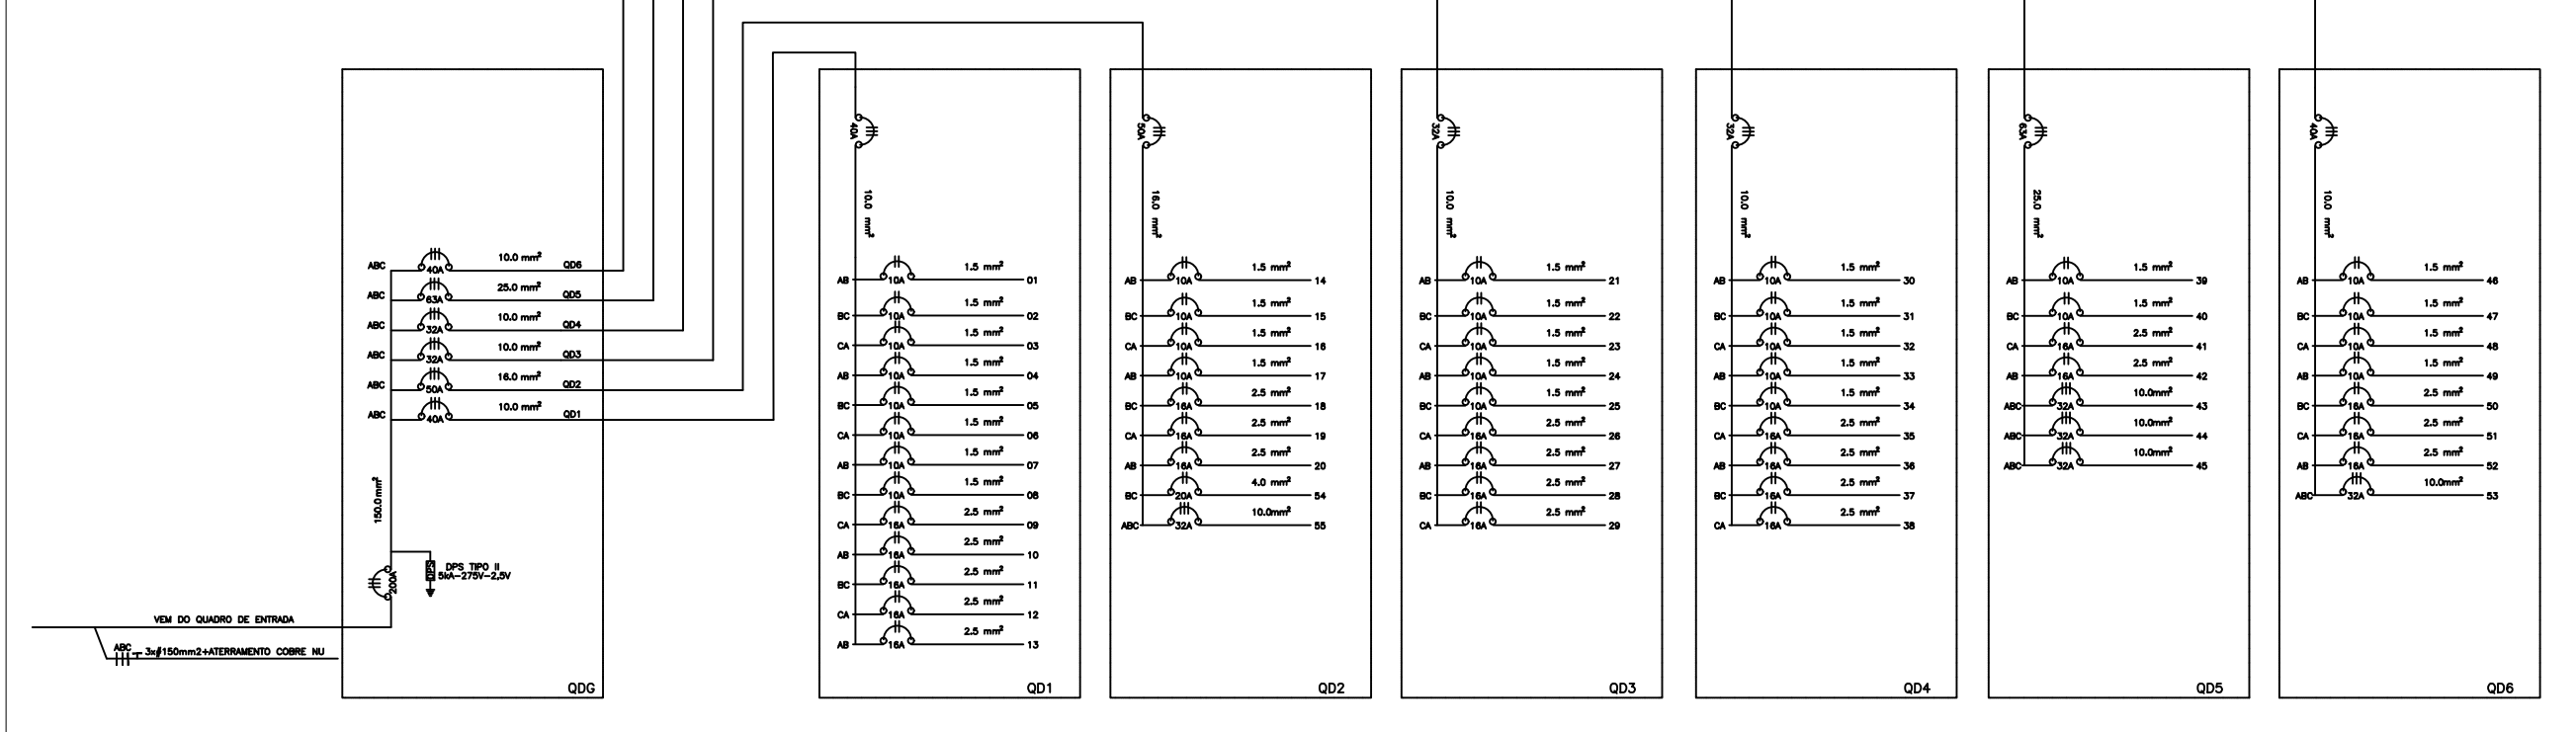 ABC 40A 10.0 mm² QD6
ABC 63A 25.0 mm² QD5
ABC 32A 10.0 mm² QD4
ABC 32A 10.0 mm² QD3
ABC 50A 16.0 mm² QD2
ABC 40A 10.0 mm² QD1
150.0mm²
200A
DPS
DPS TIPO II
5kA-275V-2,5V
VEM DO QUADRO DE ENTRADA
ABC T 3x#150mm2+ATERRAMENTO COBRE NU
QDG
40A
10.0 mm²
AB 10A 1.5 mm² 01
BC 10A 1.5 mm² 02
CA 10A 1.5 mm² 03
AB 10A 1.5 mm² 04
BC 10A 1.5 mm² 05
CA 10A 1.5 mm² 06
AB 10A 1.5 mm² 07
BC 10A 1.5 mm² 08
CA 16A 2.5 mm² 09
AB 16A 2.5 mm² 10
BC 16A 2.5 mm² 11
CA 16A 2.5 mm² 12
AB 16A 2.5 mm² 13
QD1
50A
16.0 mm²
AB 10A 1.5 mm² 14
BC 10A 1.5 mm² 15
CA 10A 1.5 mm² 16
AB 10A 1.5 mm² 17
BC 16A 2.5 mm² 18
CA 16A 2.5 mm² 19
AB 16A 2.5 mm² 20
BC 20A 4.0 mm² 54
ABC 32A 10.0mm² 55
QD2
32A
10.0 mm²
AB 10A 1.5 mm² 21
BC 10A 1.5 mm² 22
CA 10A 1.5 mm² 23
AB 10A 1.5 mm² 24
BC 10A 1.5 mm² 25
CA 16A 2.5 mm² 26
AB 16A 2.5 mm² 27
BC 16A 2.5 mm² 28
CA 16A 2.5 mm² 29
QD3
32A
10.0 mm²
AB 10A 1.5 mm² 30
BC 10A 1.5 mm² 31
CA 10A 1.5 mm² 32
AB 10A 1.5 mm² 33
BC 10A 1.5 mm² 34
CA 16A 2.5 mm² 35
AB 16A 2.5 mm² 36
BC 16A 2.5 mm² 37
CA 16A 2.5 mm² 38
QD4
63A
25.0 mm²
AB 10A 1.5 mm² 39
BC 10A 1.5 mm² 40
CA 16A 2.5 mm² 41
AB 16A 2.5 mm² 42
ABC 32A 10.0mm² 43
ABC 32A 10.0mm² 44
ABC 32A 10.0mm² 45
QD5
40A
10.0 mm²
AB 10A 1.5 mm² 46
BC 10A 1.5 mm² 47
CA 10A 1.5 mm² 48
AB 10A 1.5 mm² 49
BC 16A 2.5 mm² 50
CA 16A 2.5 mm² 51
AB 16A 2.5 mm² 52
ABC 32A 10.0mm² 53
QD6